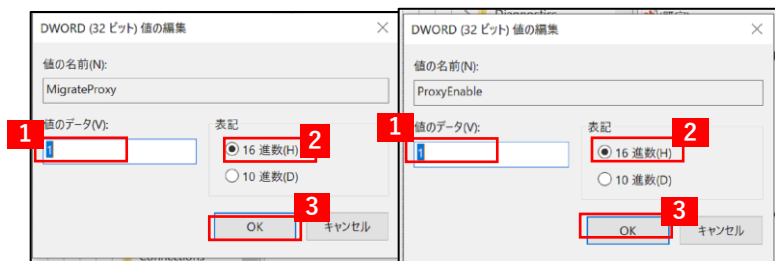 Diagnostics
DWORD (32 ビット) 値の編集
値の名前(N):
MigrateProxy
値のデータ(V):
表記
1
1
2
16 進数(H)
10 進数(D)
3
OK
キャンセル
Connections
DWORD (32 ビット) 値の編集
値の名前(N):
ProxyEnable
値のデータ(V):
表記
1
1
2
16 進数(H)
10 進数(D)
3
OK
キャンセル